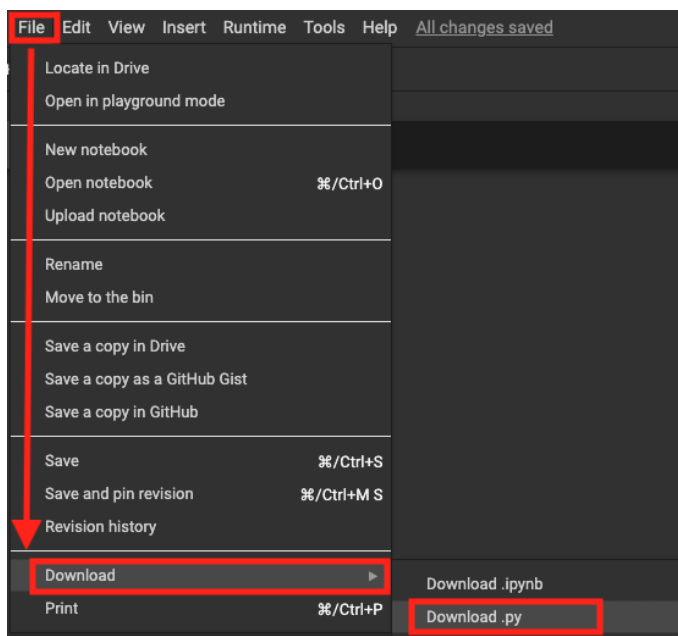 File Edit View Insert Runtime Tools Help All changes saved
Locate in Drive
Open in playground mode
New notebook
Open notebook ⌘/Ctrl+O
Upload notebook
Rename
Move to the bin
Save a copy in Drive
Save a copy as a GitHub Gist
Save a copy in GitHub
Save ⌘/Ctrl+S
Save and pin revision ⌘/Ctrl+M S
Revision history
Download ►
Download .ipynb
Print ⌘/Ctrl+P
Download .py